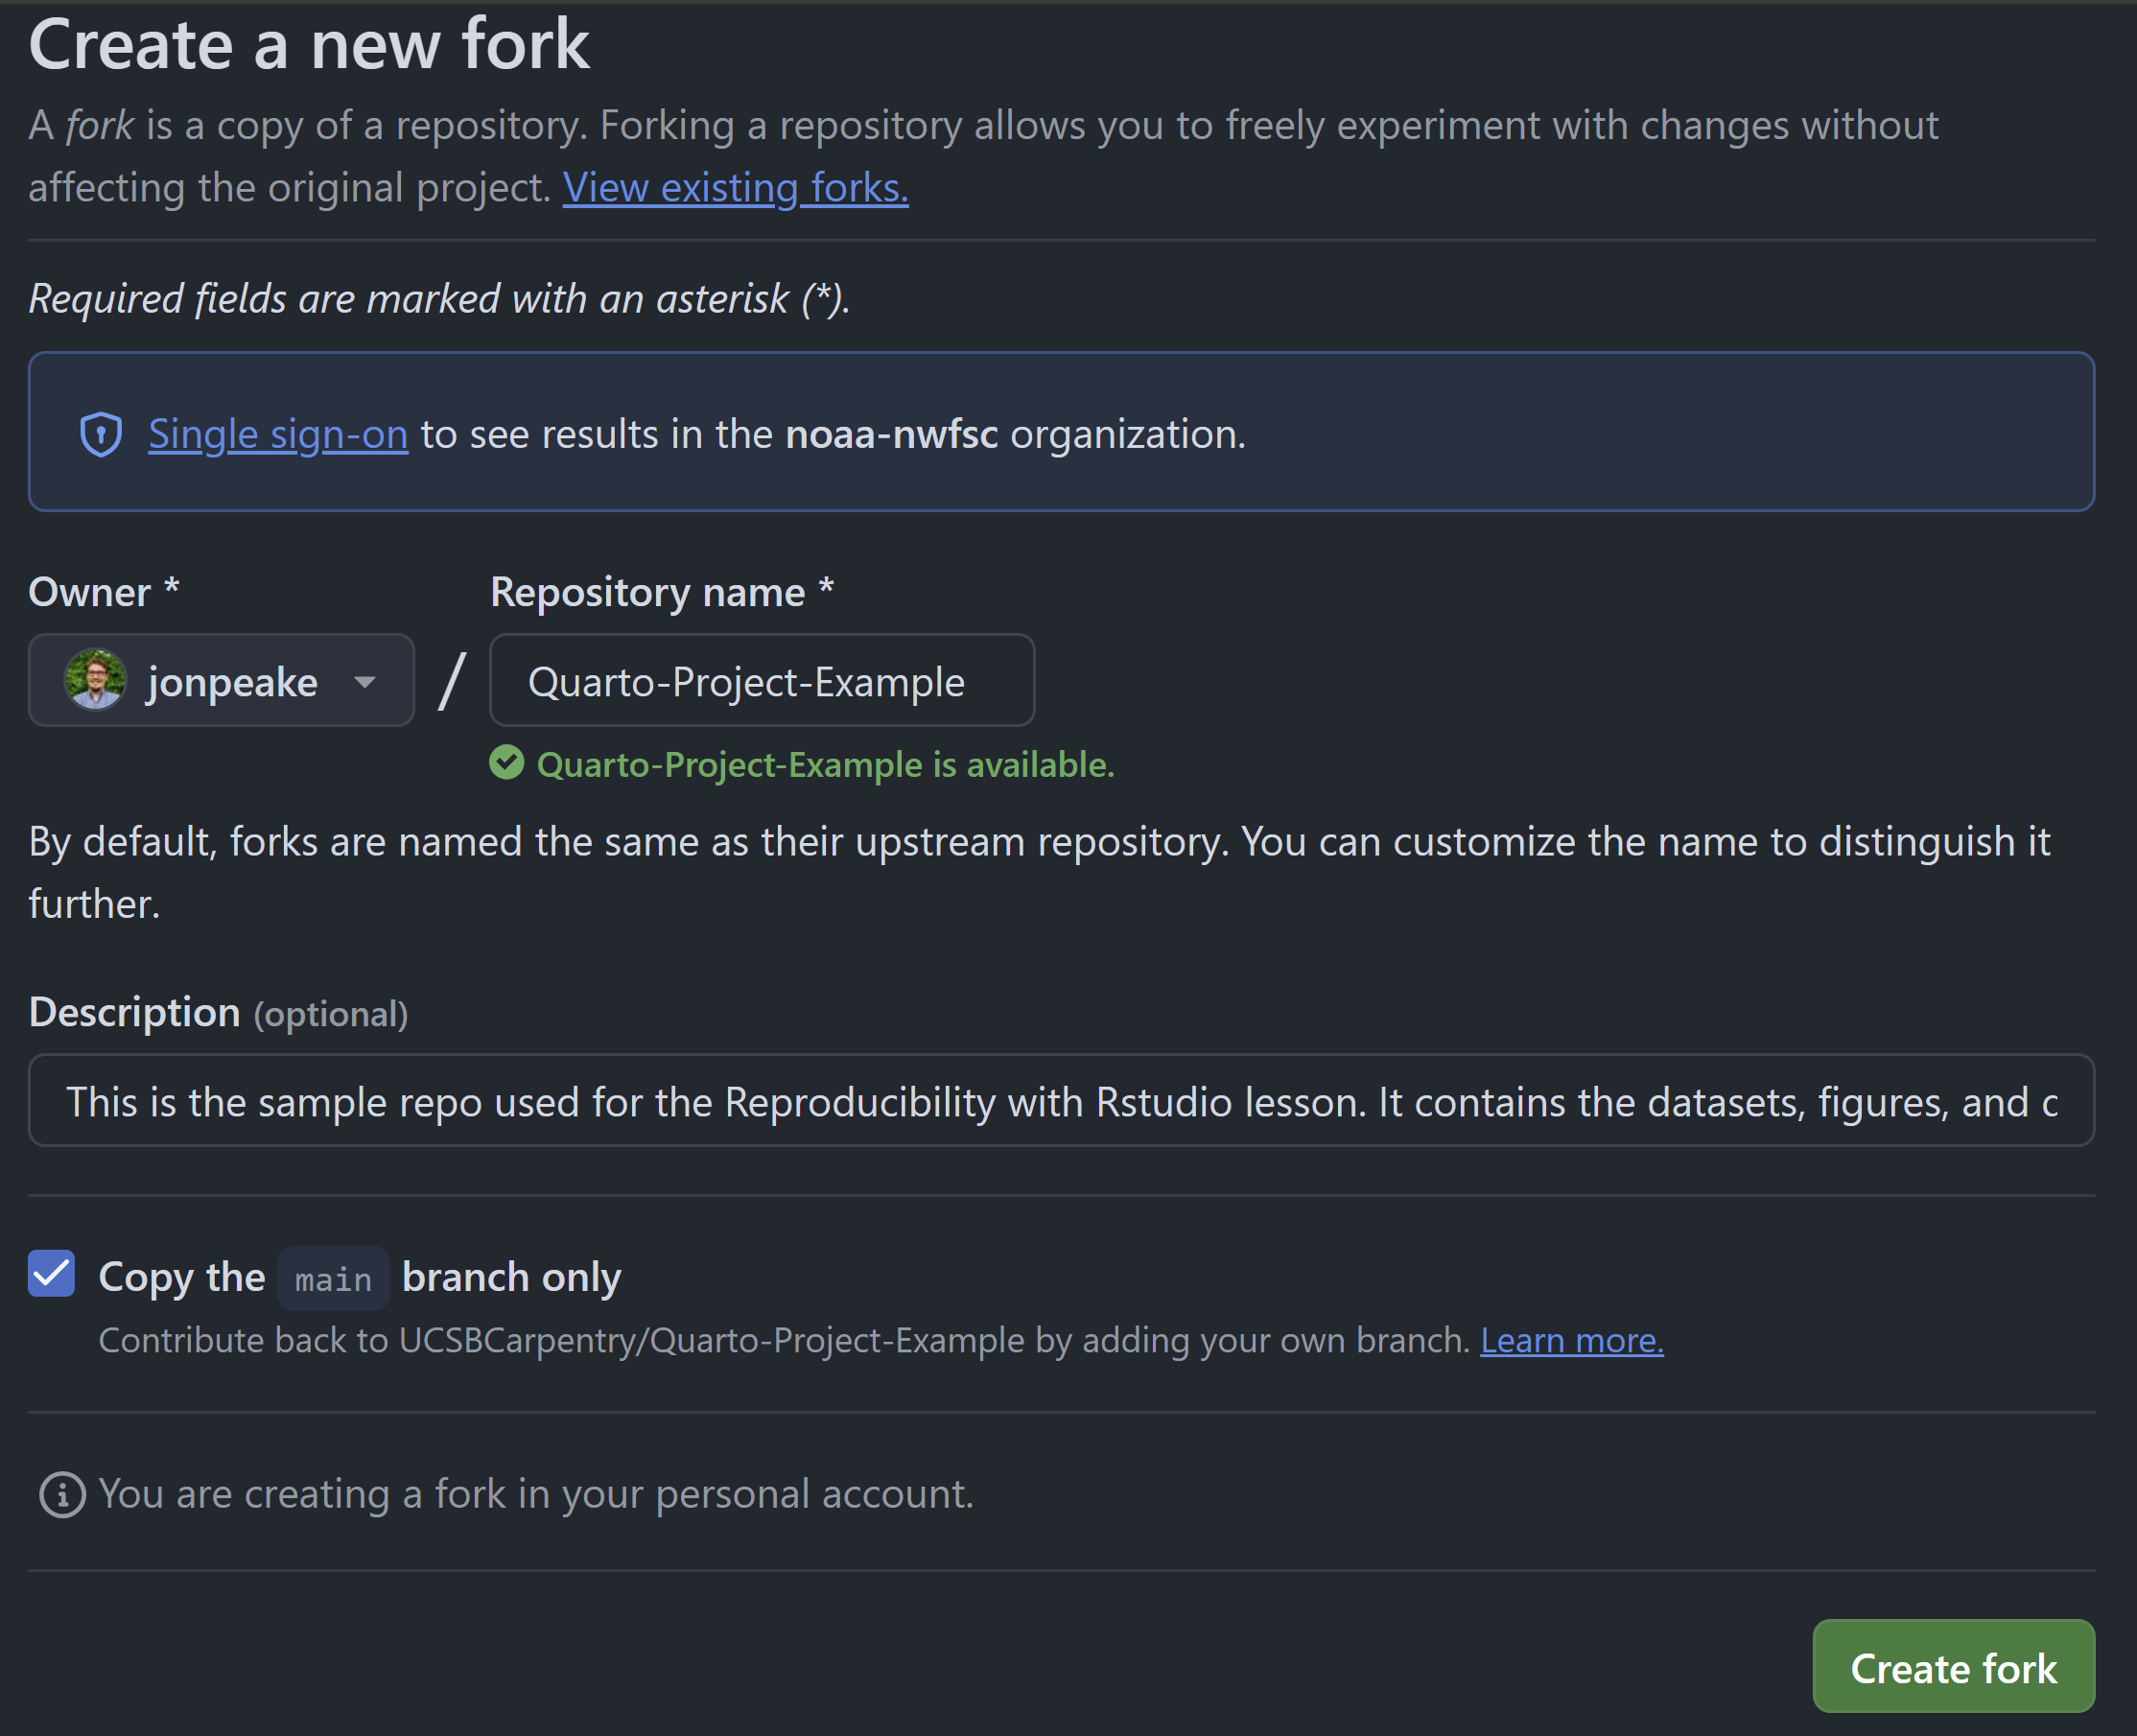 Create a new fork
A fork is a copy of a repository. Forking a repository allows you to freely experiment with changes without
affecting the original project. View existing forks.
Required fields are marked with an asterisk (*).
Single sign-on to see results in the noaa-nwfsc organization.
Owner * Repository name *
jonpeake / Quarto-Project-Example
Quarto-Project-Example is available.
By default, forks are named the same as their upstream repository. You can customize the name to distinguish it
further.
Description (optional)
This is the sample repo used for the Reproducibility with Rstudio lesson. It contains the datasets, figures, and c
Copy the main branch only
Contribute back to UCSBCarpentry/Quarto-Project-Example by adding your own branch. Learn more.
You are creating a fork in your personal account.
Create fork